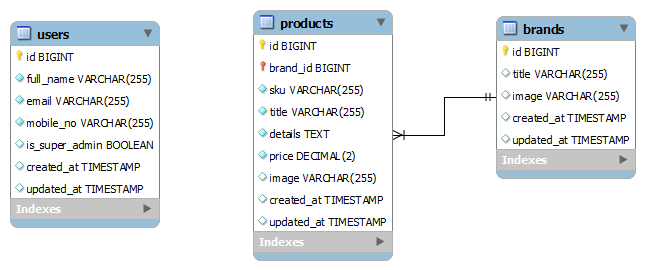 users
id BIGINT
full_name VARCHAR(255)
email VARCHAR(255)
mobile_no VARCHAR(255)
is_super_admin BOOLEAN
created_at TIMESTAMP
updated_at TIMESTAMP
Indexes
products
id BIGINT
brand_id BIGINT
sku VARCHAR(255)
title VARCHAR(255)
details TEXT
price DECIMAL(2)
image VARCHAR(255)
created_at TIMESTAMP
updated_at TIMESTAMP
Indexes
brands
id BIGINT
title VARCHAR(255)
image VARCHAR(255)
created_at TIMESTAMP
updated_at TIMESTAMP
Indexes